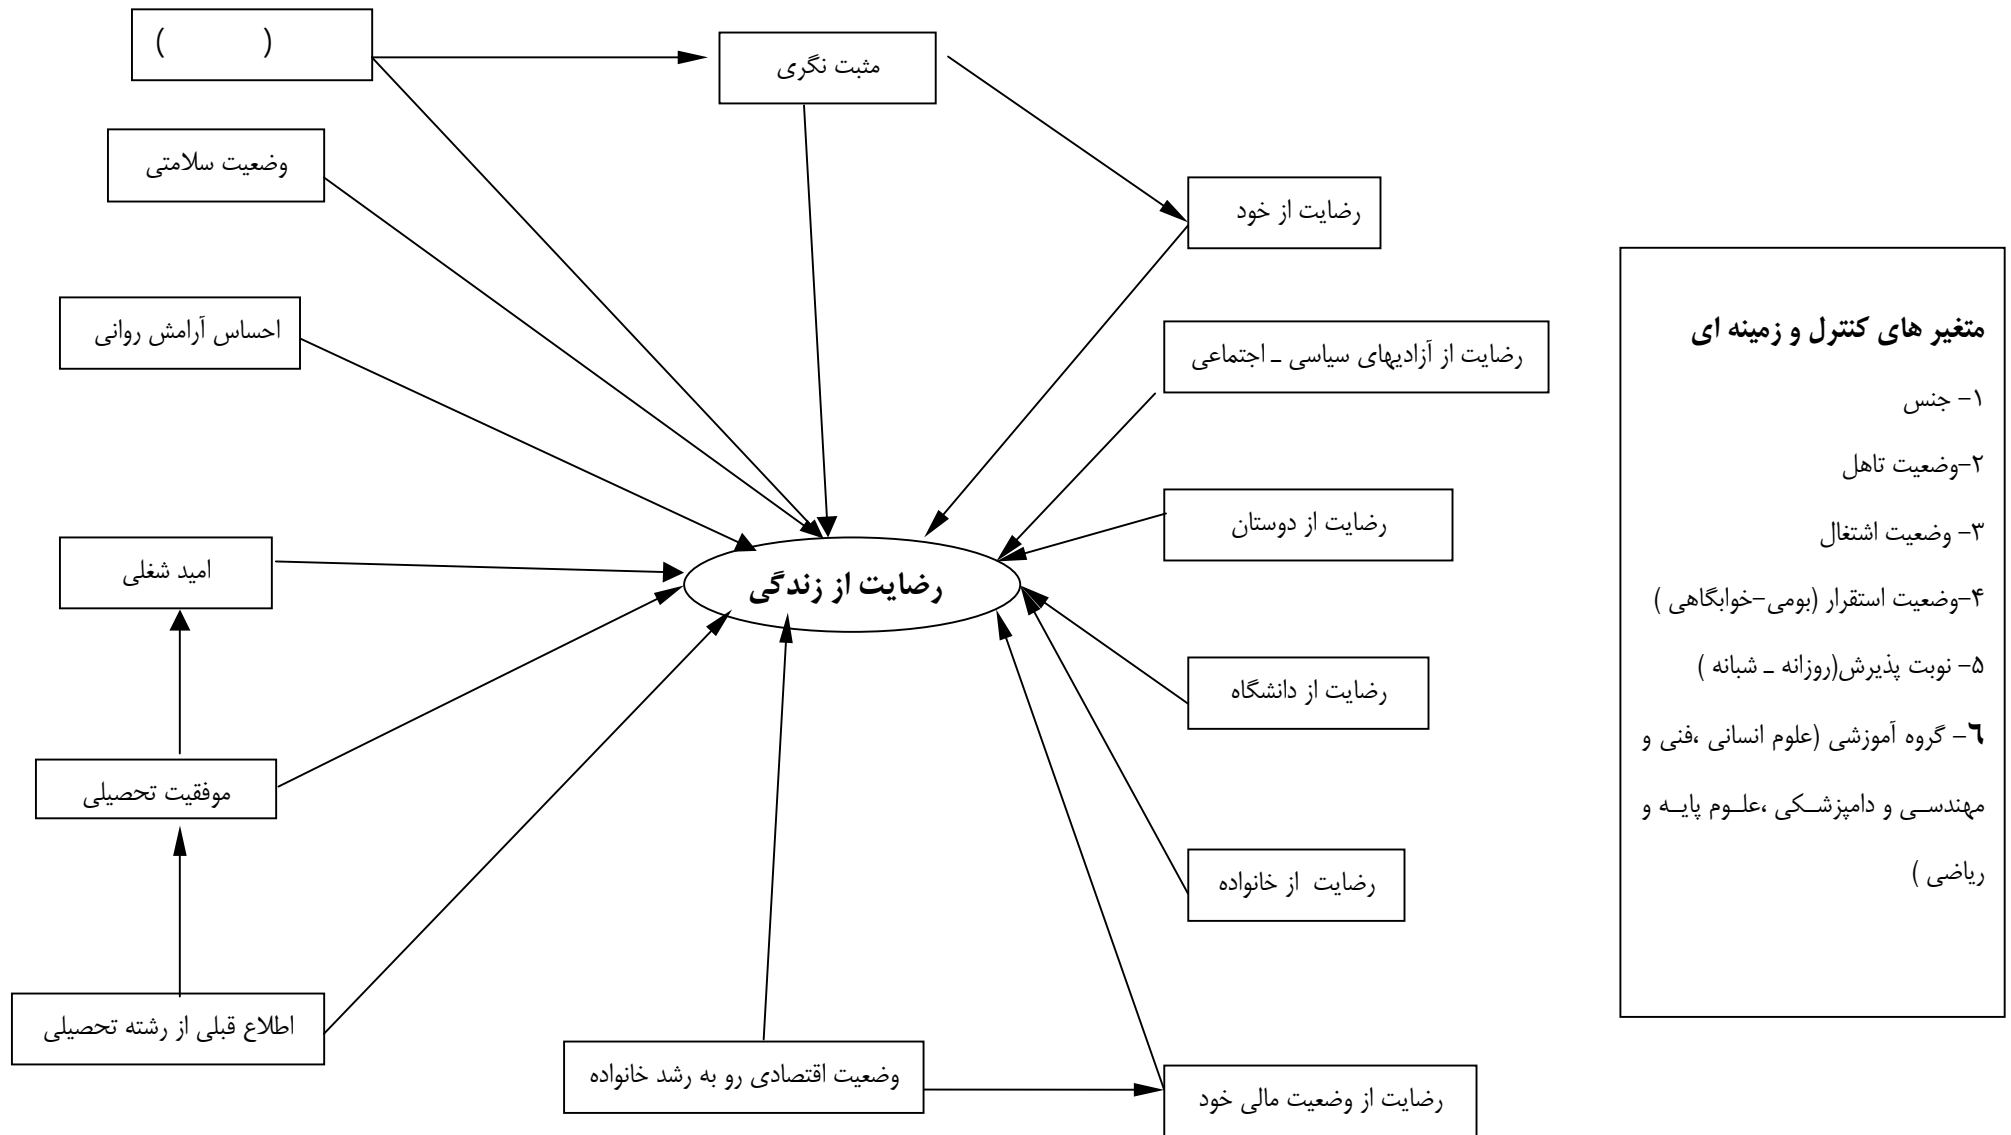 (            )
مثبت نگری
وضعیت سلامتی
رضایت از خود
احساس آرامش روانی
رضایت از آزادیهای سیاسی ـ اجتماعی
رضایت از دوستان
امید شغلی
رضایت از زندگی
رضایت از دانشگاه
موفقیت تحصیلی
رضایت از خانواده
اطلاع قبلی از رشته تحصیلی
وضعیت اقتصادی رو به رشد خانواده
رضایت از وضعیت مالی خود
متغیر های کنترل و زمینه ای
۱- جنس
۲-وضعیت تاهل
۳- وضعیت اشتغال
۴-وضعیت استقرار (بومی-خوابگاهی )
۵- نوبت پذیرش(روزانه ـ شبانه )
٦- گروه آموزشی (علوم انسانی ،فنی و
مهندسـی و دامپزشـکی ،علـوم پایـه و
ریاضی )